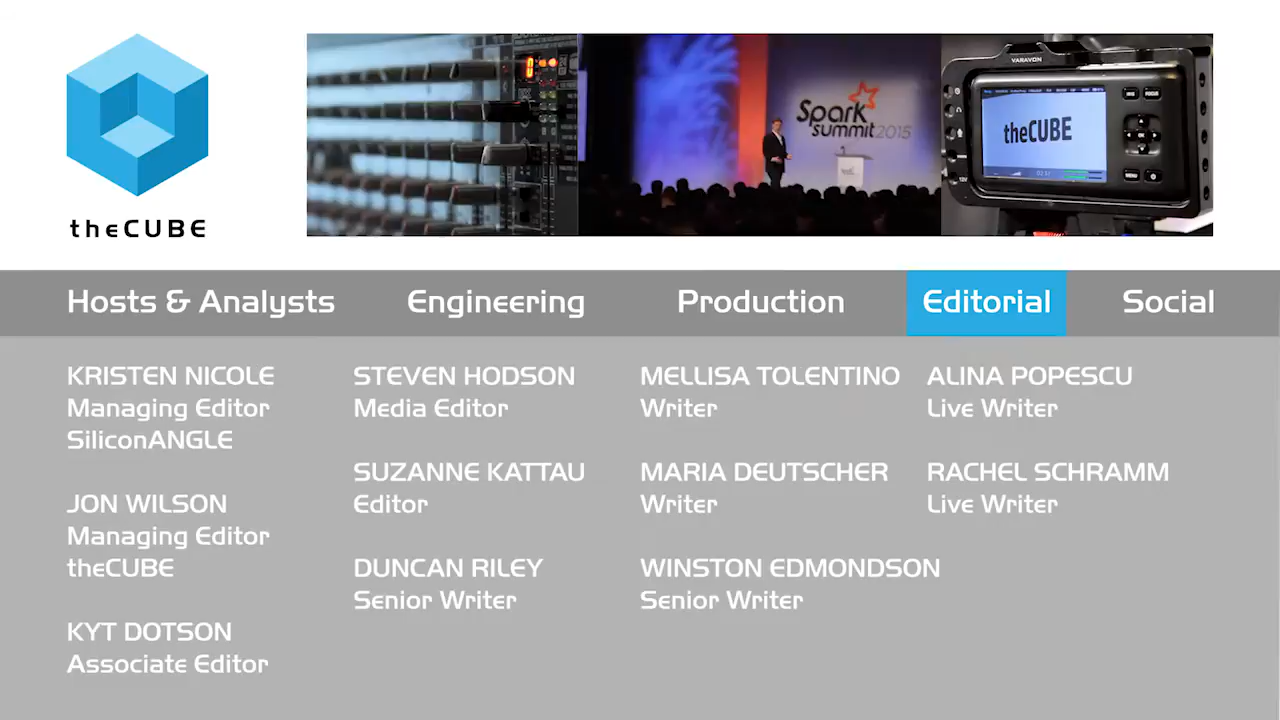 theCUBE
Spark
summit2015
VARAVON
theCUBE
Hosts & Analysts
Engineering
Production
Editorial
Social
KRISTEN NICOLE
Managing Editor
SiliconANGLE
JON WILSON
Managing Editor
theCUBE
KYT DOTSON
Associate Editor
STEVEN HODSON
Media Editor
SUZANNE KATTAU
Editor
DUNCAN RILEY
Senior Writer
MELLISA TOLENTINO
Writer
MARIA DEUTSCHER
Writer
WINSTON EDMONDSON
Senior Writer
ALINA POPESCU
Live Writer
RACHEL SCHRAMM
Live Writer